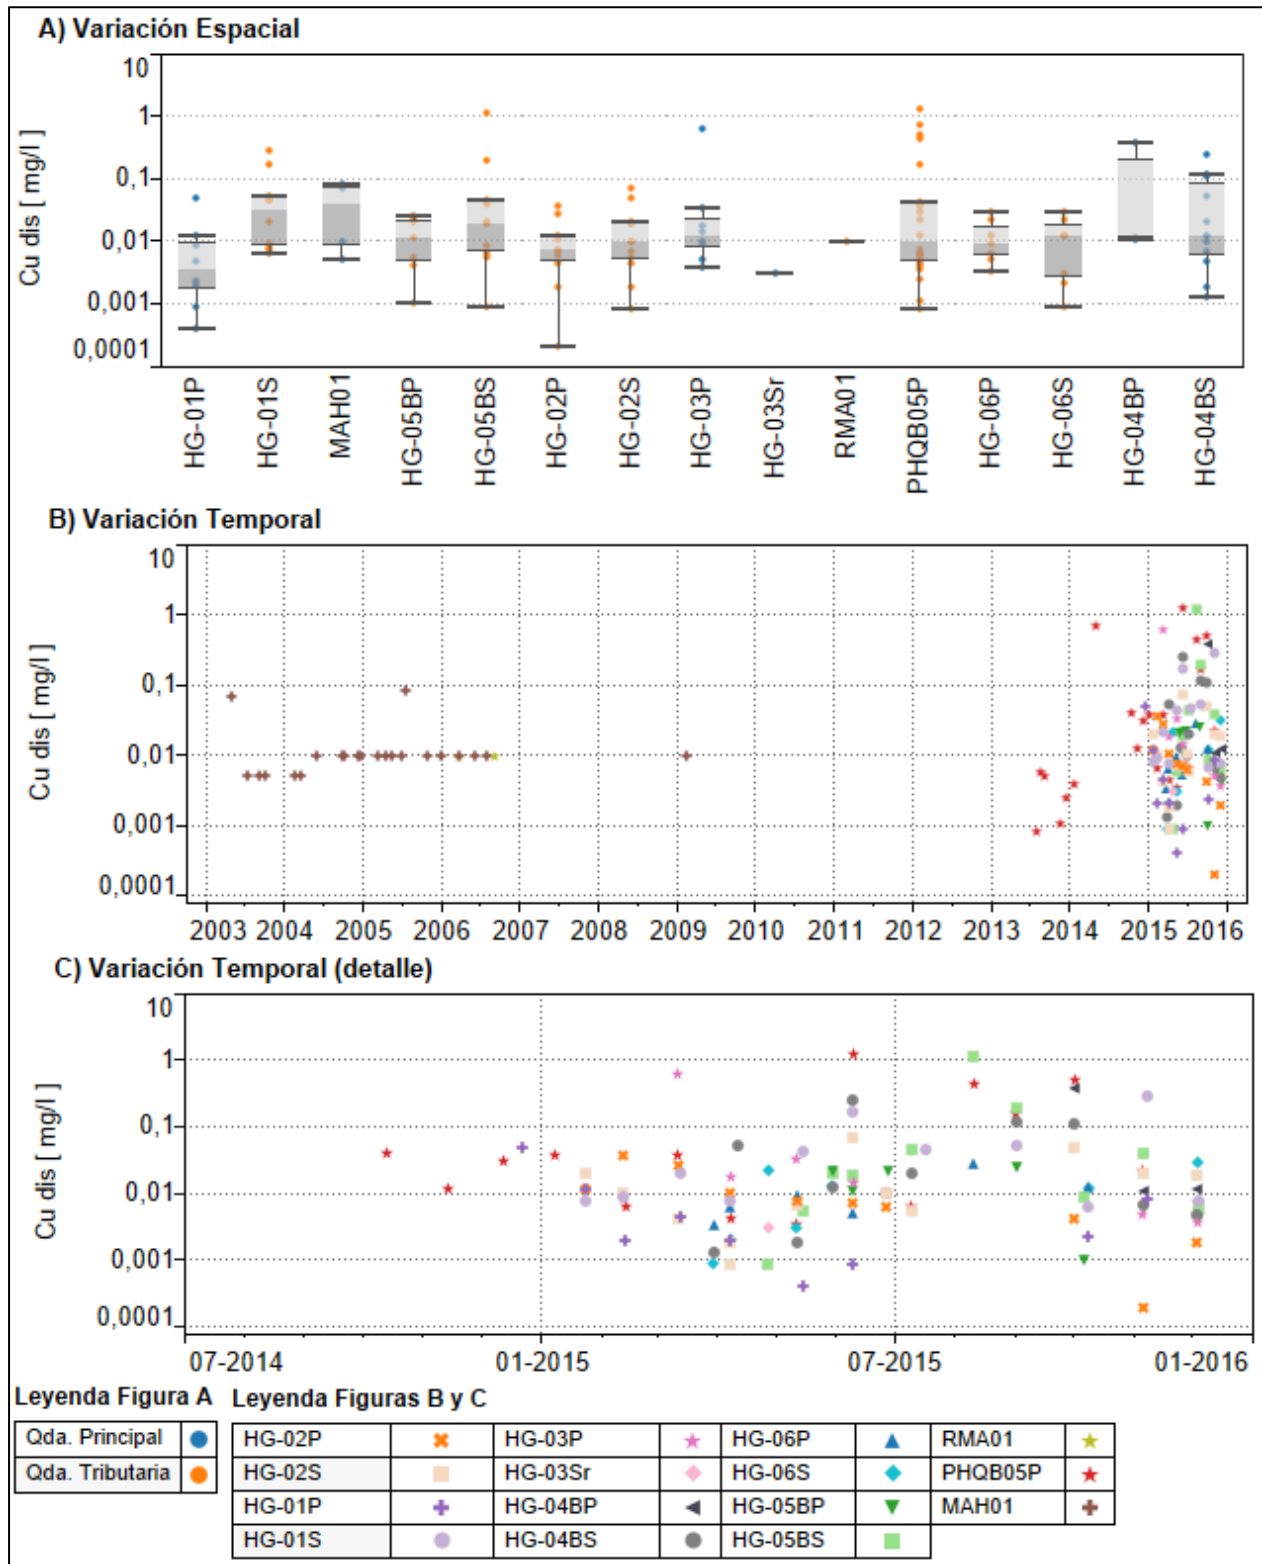 A) Variación Espacial
Cu dis [ mg/l ]
10
1
0,1
0,01
0,001
0,0001
HG-01P
HG-01S
MAH01
HG-05BP
HG-05BS
HG-02P
HG-02S
HG-03P
HG-03Sr
RMA01
PHQB05P
HG-06P
HG-06S
HG-04BP
HG-04BS
B) Variación Temporal
Cu dis [ mg/l ]
10
1
0,1
0,01
0,001
0,0001
2003 2004 2005 2006 2007 2008 2009 2010 2011 2012 2013 2014 2015 2016
C) Variación Temporal (detalle)
Cu dis [ mg/l ]
10
1
0,1
0,01
0,001
0,0001
07-2014 01-2015 07-2015 01-2016
Leyenda Figura A Leyenda Figuras B y C
Qda. Principal HG-02P HG-03P HG-06P RMA01
Qda. Tributaria HG-02S HG-03Sr HG-06S PHQB05P
HG-01P HG-04BP HG-05BP MAH01
HG-01S HG-04BS HG-05BS